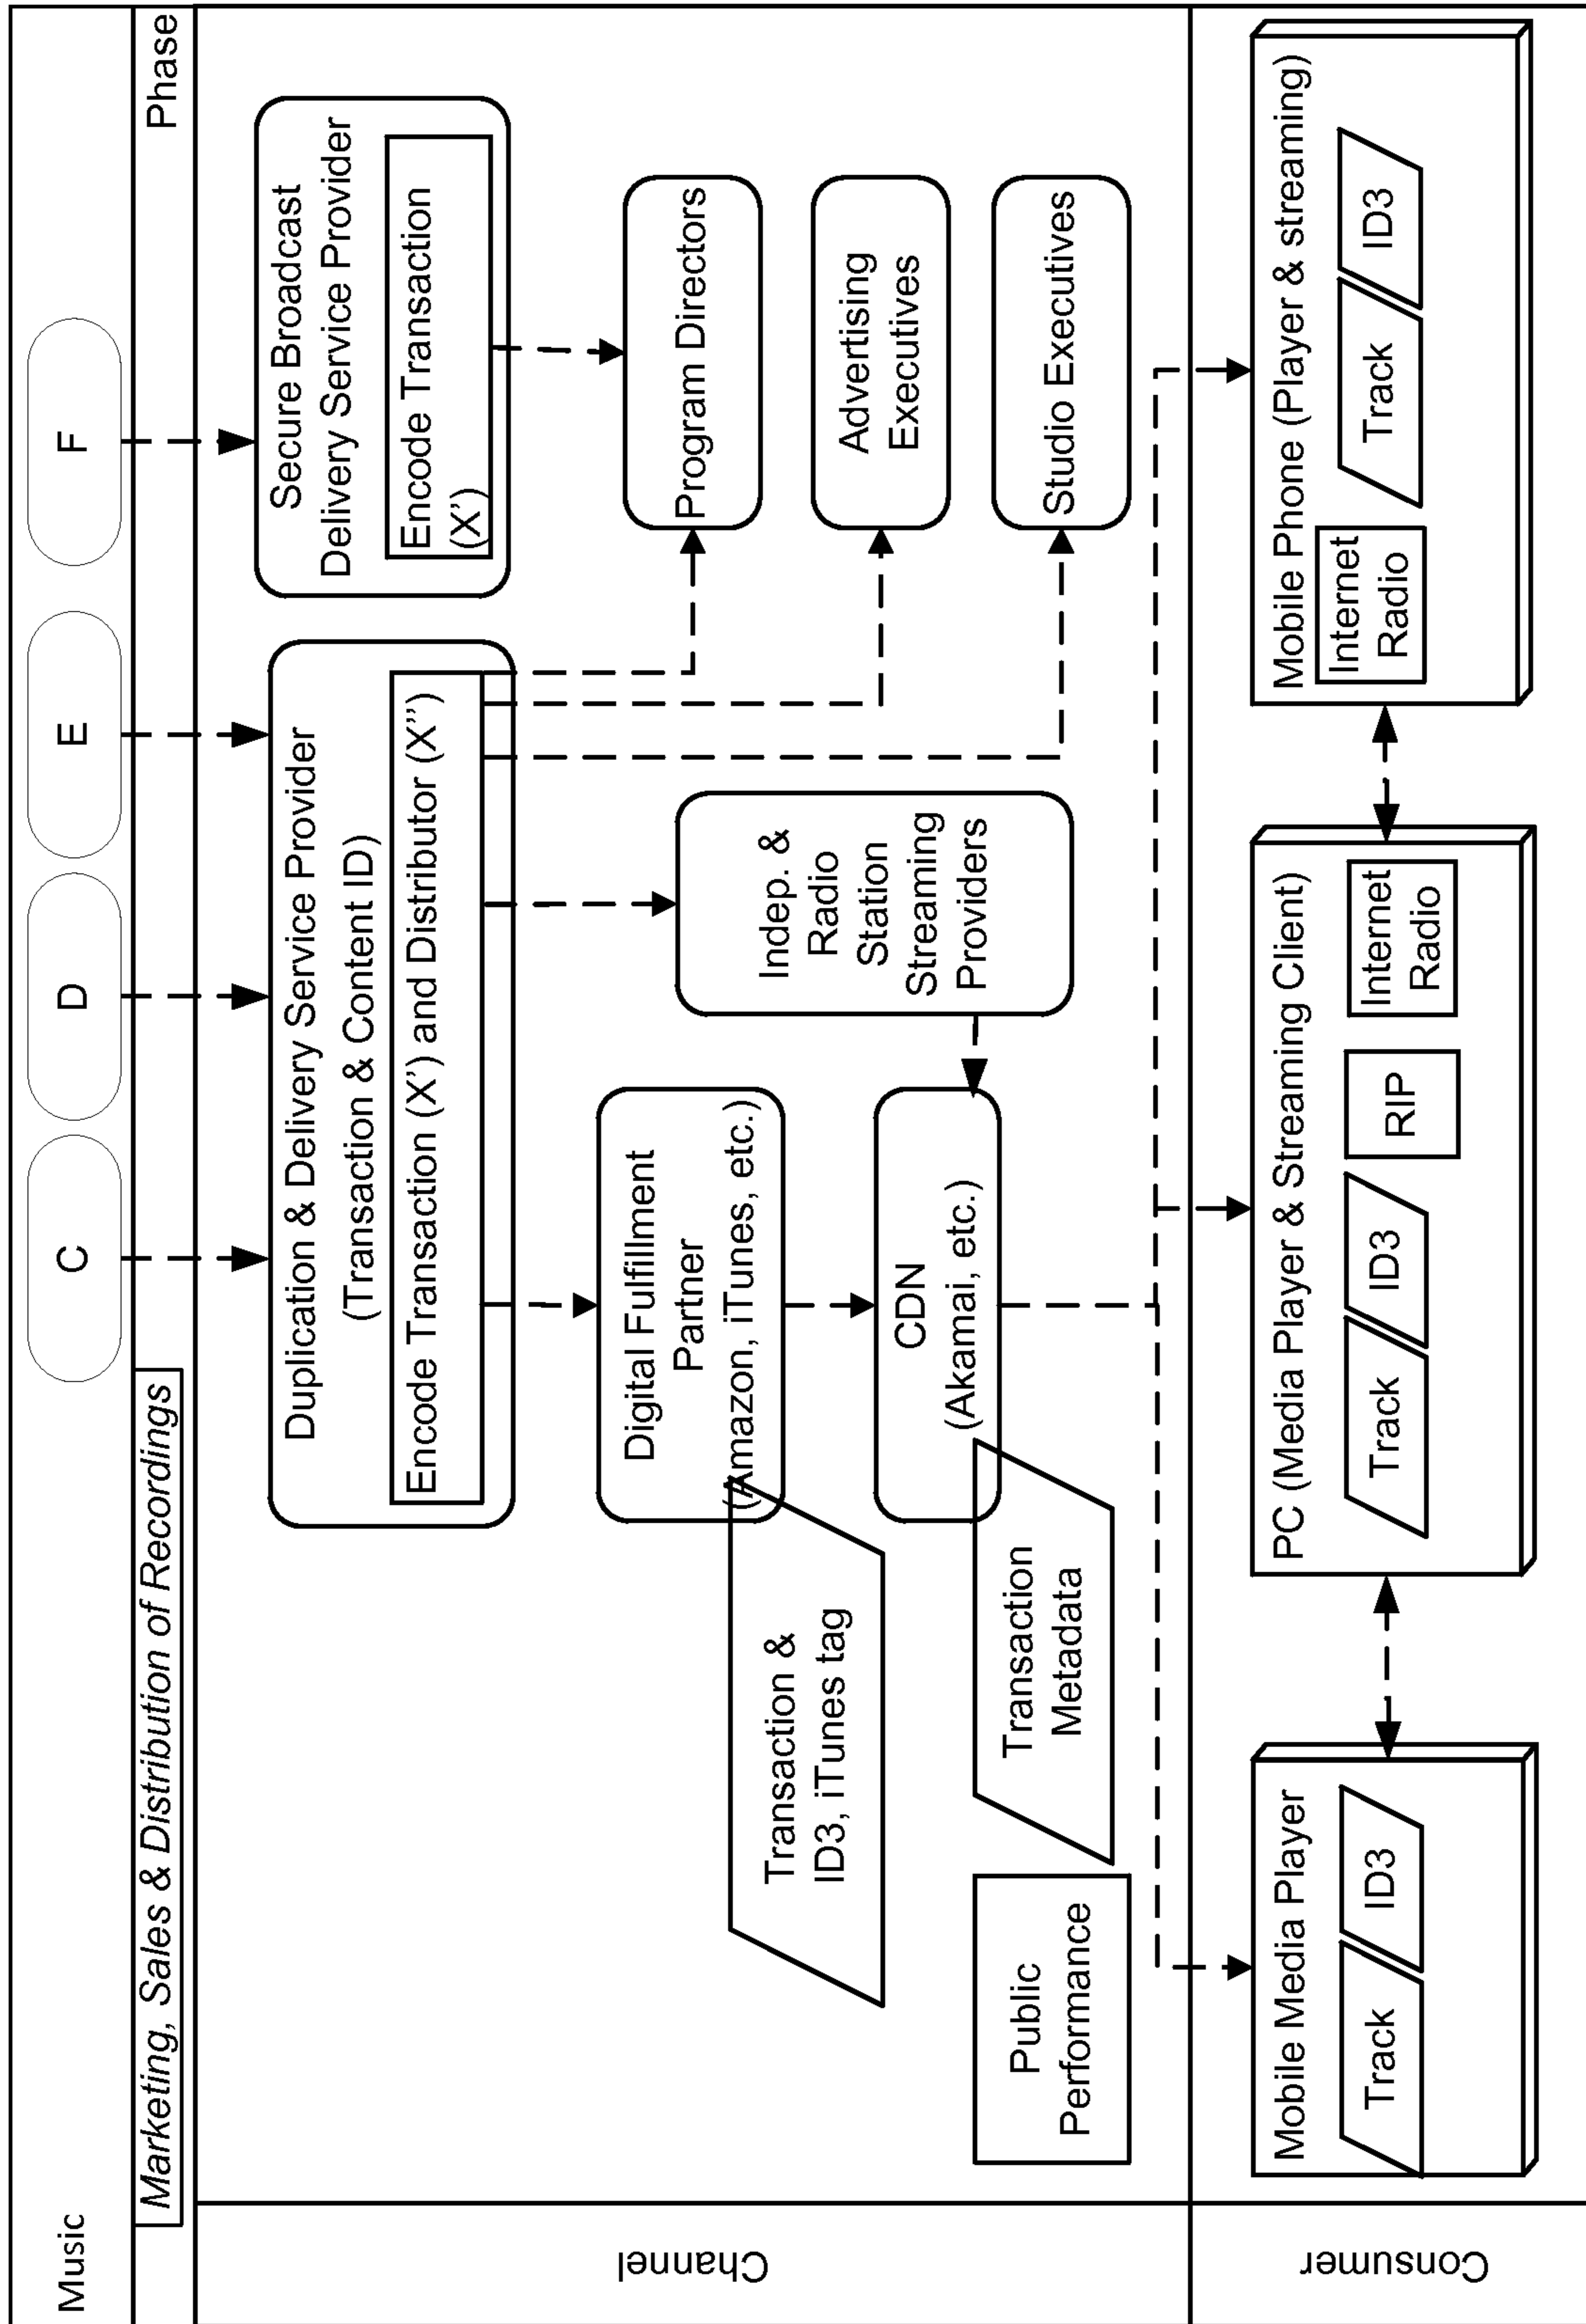 Music
C
D
E
F
Marketing, Sales & Distribution of Recordings
Phase
Channel
Duplication & Delivery Service Provider
(Transaction & Content ID)
Encode Transaction (X') and Distributor (X'')
Secure Broadcast
Delivery Service Provider
Encode Transaction
(X')
Digital Fulfillment
Partner
(Amazon, iTunes, etc.)
Transaction &
ID3, iTunes tag
Indep. &
Radio
Station
Streaming
Providers
Program Directors
Advertising
Executives
Studio Executives
CDN
(Akamai, etc.)
Transaction
Metadata
Public
Performance
Consumer
Mobile Media Player
Track
ID3
PC (Media Player & Streaming Client)
Track
ID3
RIP
Internet
Radio
Mobile Phone (Player & streaming)
Internet
Radio
Track
ID3